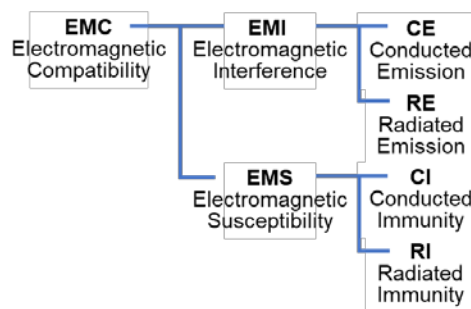 EMC
Electromagnetic
Compatibility
EMI
Electromagnetic
Interference
CE
Conducted
Emission
RE
Radiated
Emission
EMS
Electromagnetic
Susceptibility
CI
Conducted
Immunity
RI
Radiated
Immunity